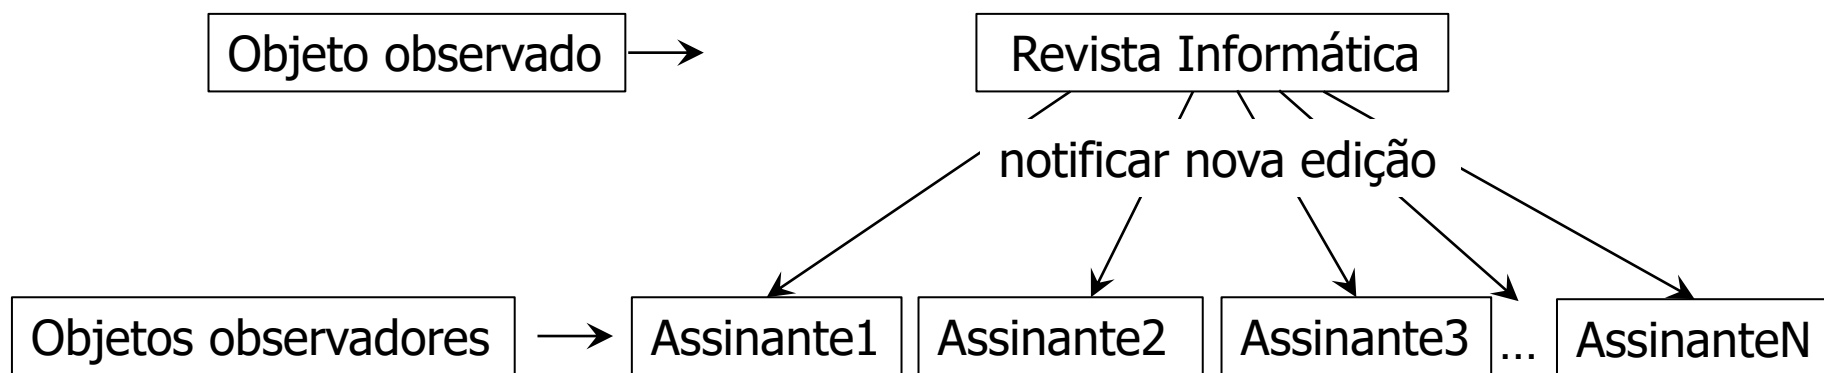 Objeto observado
Revista Informática
notificar nova edição
Objetos observadores
Assinante1
Assinante2
Assinante3
...
AssinanteN